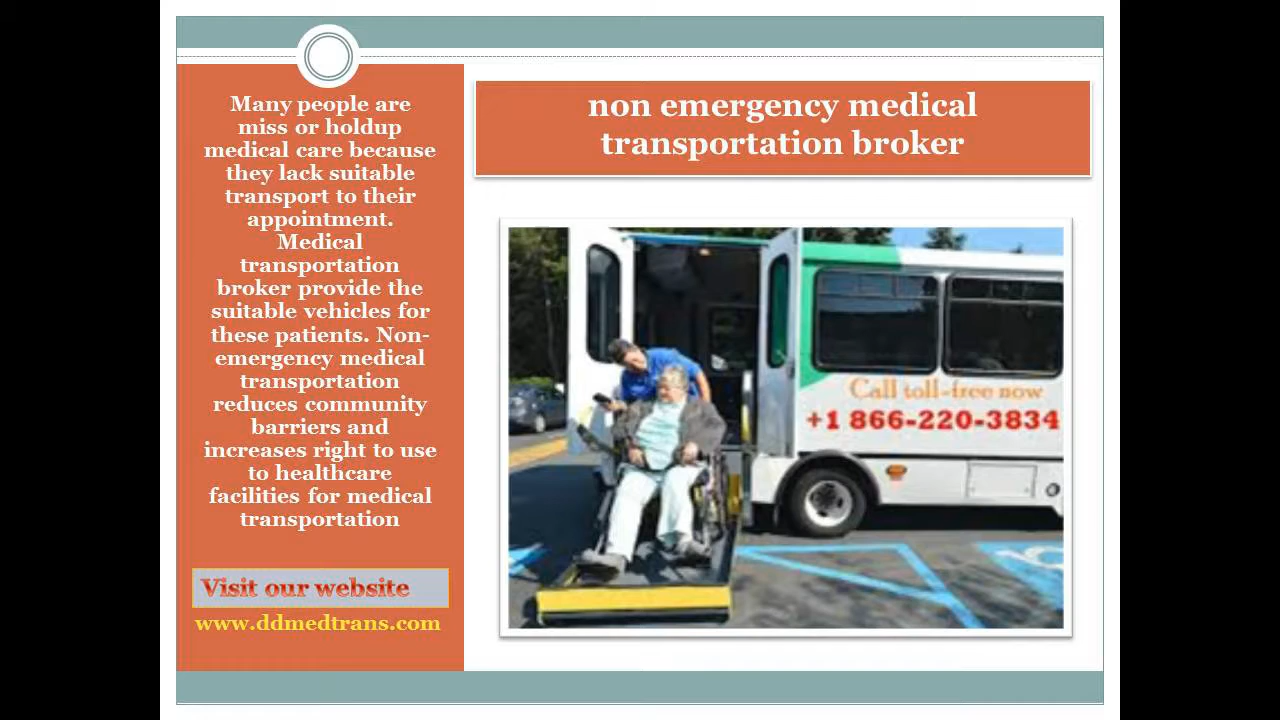 Many people are
miss or holdup
medical care because
they lack suitable
transport to their
appointment.
Medical
transportation
broker provide the
suitable vehicles for
these patients. Non-
emergency medical
transportation
reduces community
barriers and
increases right to use
to healthcare
facilities for medical
transportation
Visit our website
www.ddmedtrans.com
non emergency medical
transportation broker
Call toll-free now
+1 866-220-3834